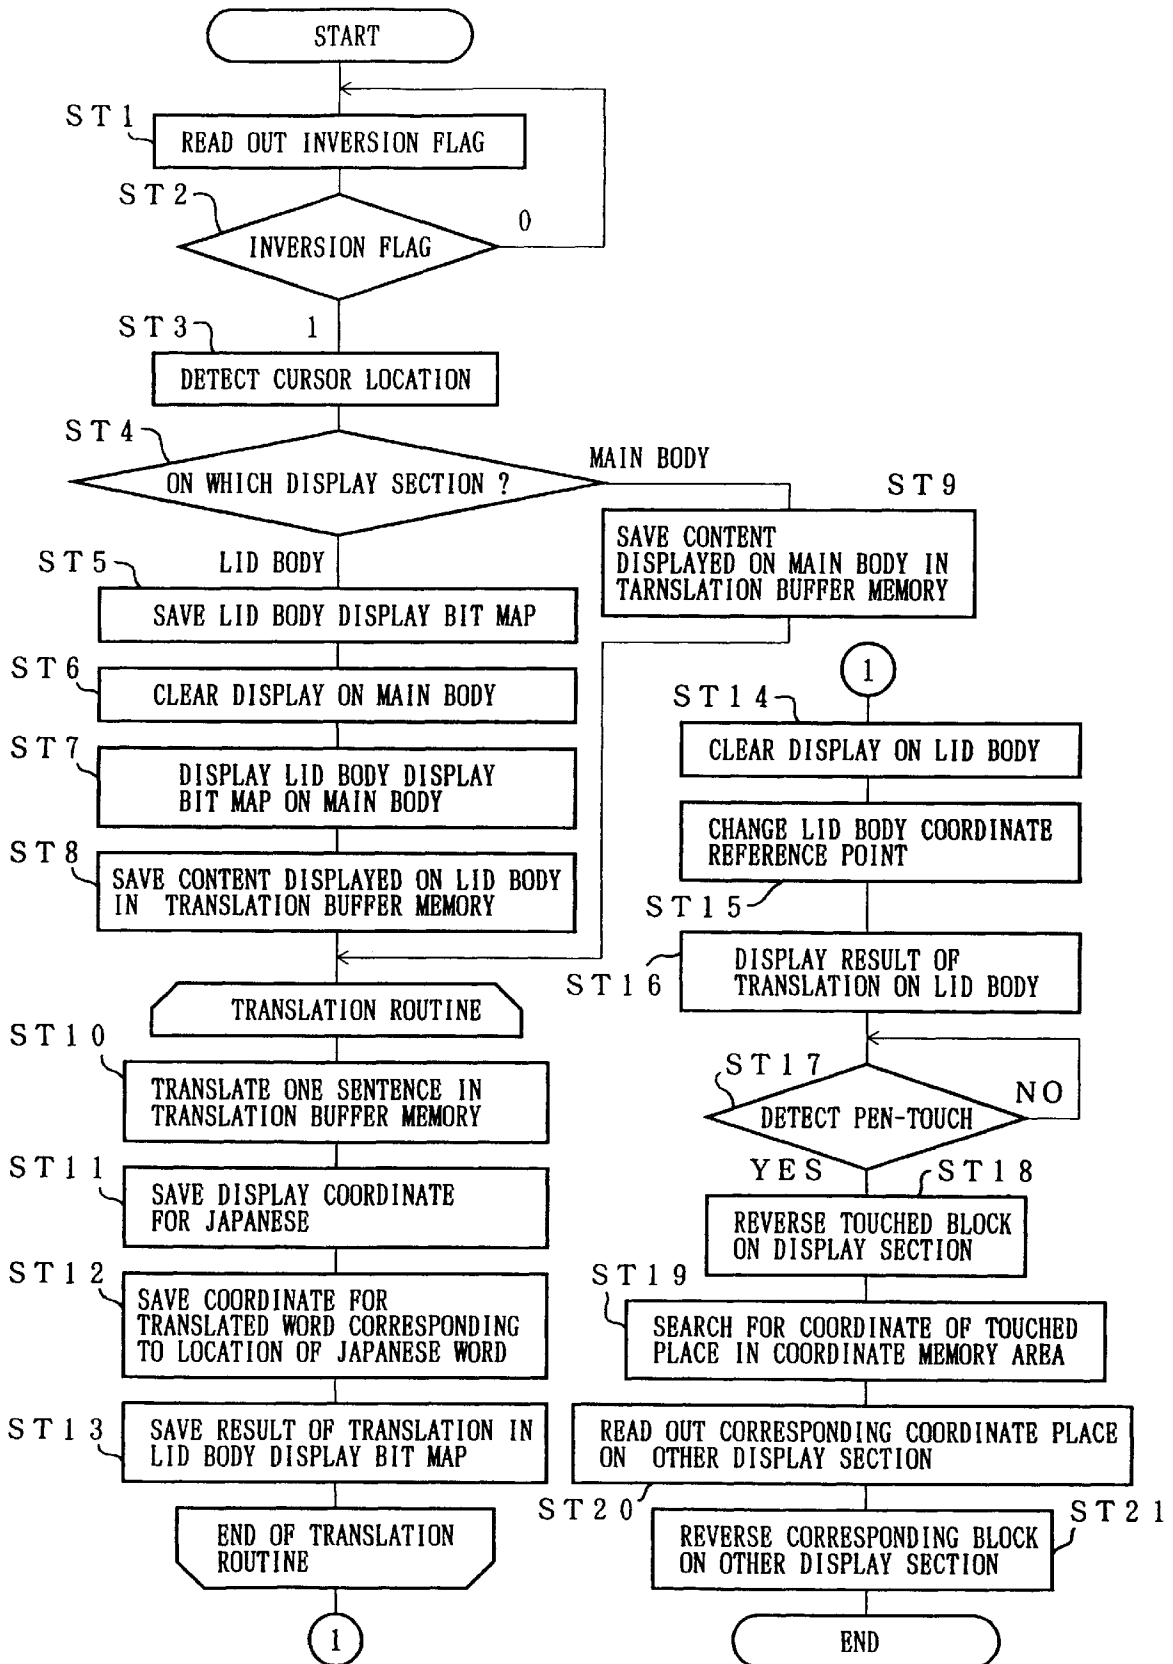 START
ST1
READ OUT INVERSION FLAG
ST2
INVERSION FLAG
0
1
ST3
DETECT CURSOR LOCATION
ST4
ON WHICH DISPLAY SECTION ?
MAIN BODY
LID BODY
ST9
SAVE CONTENT
DISPLAYED ON MAIN BODY IN
TARNSLATION BUFFER MEMORY
ST5
SAVE LID BODY DISPLAY BIT MAP
ST6
CLEAR DISPLAY ON MAIN BODY
ST7
DISPLAY LID BODY DISPLAY
BIT MAP ON MAIN BODY
ST8
SAVE CONTENT DISPLAYED ON LID BODY
IN TRANSLATION BUFFER MEMORY
TRANSLATION ROUTINE
ST10
TRANSLATE ONE SENTENCE IN
TRANSLATION BUFFER MEMORY
ST11
SAVE DISPLAY COORDINATE
FOR JAPANESE
ST12
SAVE COORDINATE FOR
TRANSLATED WORD CORRESPONDING
TO LOCATION OF JAPANESE WORD
ST13
SAVE RESULT OF TRANSLATION IN
LID BODY DISPLAY BIT MAP
END OF TRANSLATION
ROUTINE
1
1
ST14
CLEAR DISPLAY ON LID BODY
CHANGE LID BODY COORDINATE
REFERENCE POINT
ST15
DISPLAY RESULT OF
TRANSLATION ON LID BODY
ST16
ST17
DETECT PEN-TOUCH
NO
YES
ST18
REVERSE TOUCHED BLOCK
ON DISPLAY SECTION
ST19
SEARCH FOR COORDINATE OF TOUCHED
PLACE IN COORDINATE MEMORY AREA
READ OUT CORRESPONDING COORDINATE PLACE
ON OTHER DISPLAY SECTION
ST20
ST21
REVERSE CORRESPONDING BLOCK
ON OTHER DISPLAY SECTION
END